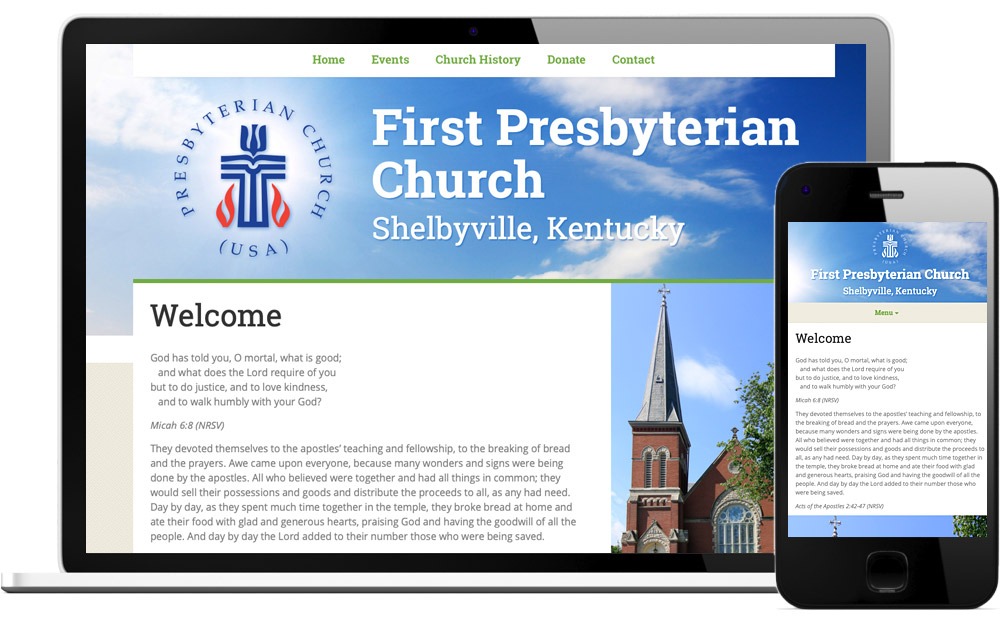 Home Events Church History Donate Contact
PRESBYTERIAN CHURCH
(USA)
First Presbyterian
Church
Shelbyville, Kentucky
Welcome
God has told you, O mortal, what is good;
and what does the Lord require of you
but to do justice, and to love kindness,
and to walk humbly with your God?
Micah 6:8 (NRSV)
They devoted themselves to the apostles’ teaching and fellowship, to the breaking of bread
and the prayers. Awe came upon everyone, because many wonders and signs were being
done by the apostles. All who believed were together and had all things in common; they
would sell their possessions and goods and distribute the proceeds to all, as any had need.
Day by day, as they spent much time together in the temple, they broke bread at home and
ate their food with glad and generous hearts, praising God and having the goodwill of all the
people. And day by day the Lord added to their number those who were being saved.
PRESBYTERIAN CHURCH
(USA)
First Presbyterian Church
Shelbyville, Kentucky
Menu
Welcome
God has told you, O mortal, what is good;
and what does the Lord require of you
but to do justice, and to love kindness,
and to walk humbly with your God?
Micah 6:8 (NRSV)
They devoted themselves to the apostles’ teaching and fellowship, to
the breaking of bread and the prayers. Awe came upon everyone,
because many wonders and signs were being done by the apostles.
All who believed were together and had all things in common; they
would sell their possessions and goods and distribute the proceeds to
all, as any had need. Day by day, as they spent much time together in
the temple, they broke bread at home and ate their food with glad
and generous hearts, praising God and having the goodwill of all the
people. And day by day the Lord added to their number those who
were being saved.
Acts of the Apostles 2:42-47 (NRSV)